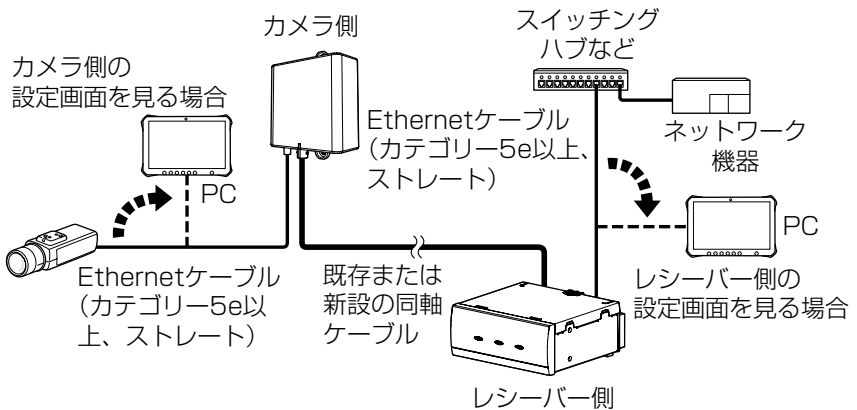 カメラ側
スイッチング
ハブなど
カメラ側の
設定画面を見る場合
Ethernetケーブル
（カテゴリー5e以上、
ストレート）
ネットワーク
機器
PC
PC
Ethernetケーブル
（カテゴリー5e以
上、ストレート）
既存または
新設の同軸
ケーブル
レシーバー側の
設定画面を見る場合
レシーバー側